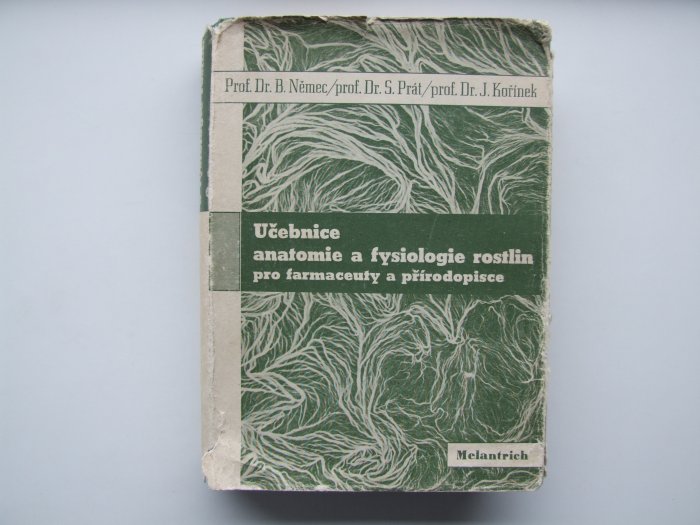 Prof. Dr. B. Němec/prof. Dr. S. Prát/prof. Dr. J. Kořínek
Učebnice
anatomie a fysiologie rostlin
pro farmaceuty a přírodopisce
Melantrich